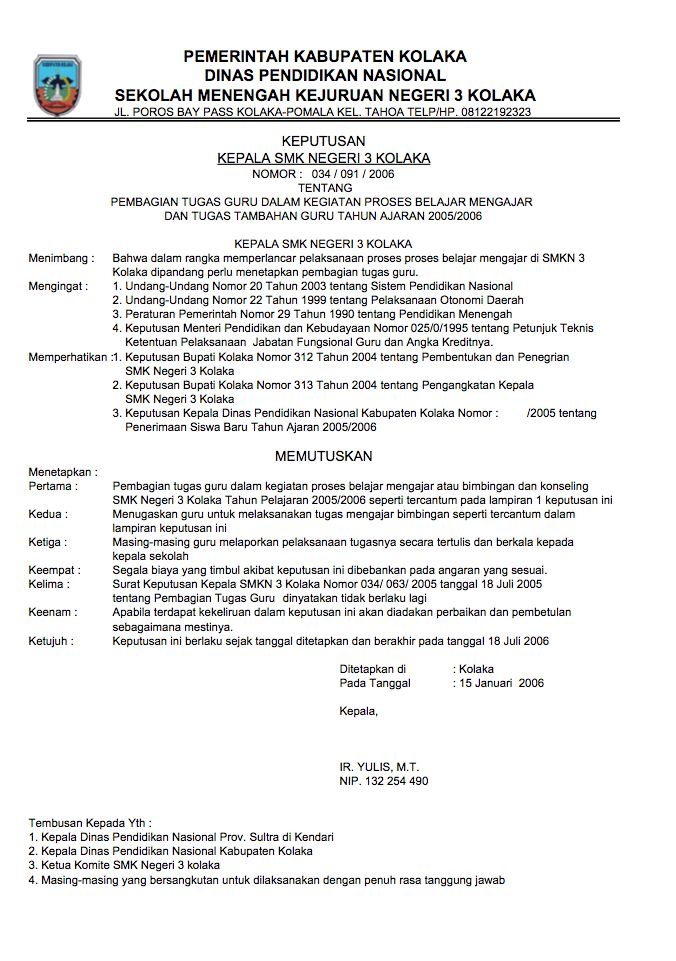 PEMERINTAH KABUPATEN KOLAKA
DINAS PENDIDIKAN NASIONAL
SEKOLAH MENENGAH KEJURUAN NEGERI 3 KOLAKA
JL. POROS BAY PASS KOLAKA-POMALA KEL. TAHOA TELP/HP. 08122192323
KEPUTUSAN
KEPALA SMK NEGERI 3 KOLAKA
NOMOR : 034 / 091 / 2006
TENTANG
PEMBAGIAN TUGAS GURU DALAM KEGIATAN PROSES BELAJAR MENGAJAR
DAN TUGAS TAMBAHAN GURU TAHUN AJARAN 2005/2006
KEPALA SMK NEGERI 3 KOLAKA
Menimbang : Bahwa dalam rangka memperlancar pelaksanaan proses proses belajar mengajar di SMKN 3
Kolaka dipandang perlu menetapkan pembagian tugas guru.
Mengingat : 1. Undang-Undang Nomor 20 Tahun 2003 tentang Sistem Pendidikan Nasional
2. Undang-Undang Nomor 22 Tahun 1999 tentang Pelaksanaan Otonomi Daerah
3. Peraturan Pemerintah Nomor 29 Tahun 1990 tentang Pendidikan Menengah
4. Keputusan Menteri Pendidikan dan Kebudayaan Nomor 025/0/1995 tentang Petunjuk Teknis
Ketentuan Pelaksanaan Jabatan Fungsional Guru dan Angka Kreditnya.
Memperhatikan : 1. Keputusan Bupati Kolaka Nomor 312 Tahun 2004 tentang Pembentukan dan Penegrian
SMK Negeri 3 Kolaka
2. Keputusan Bupati Kolaka Nomor 313 Tahun 2004 tentang Pengangkatan Kepala
SMK Negeri 3 Kolaka
3. Keputusan Kepala Dinas Pendidikan Nasional Kabupaten Kolaka Nomor : /2005 tentang
Penerimaan Siswa Baru Tahun Ajaran 2005/2006
MEMUTUSKAN
Menetapkan :
Pertama : Pembagian tugas guru dalam kegiatan proses belajar mengajar atau bimbingan dan konseling
SMK Negeri 3 Kolaka Tahun Pelajaran 2005/2006 seperti tercantum pada lampiran 1 keputusan ini
Kedua : Menugaskan guru untuk melaksanakan tugas mengajar bimbingan seperti tercantum dalam
lampiran keputusan ini
Ketiga : Masing-masing guru melaporkan pelaksanaan tugasnya secara tertulis dan berkala kepada
kepala sekolah
Keempat : Segala biaya yang timbul akibat keputusan ini dibebankan pada angaran yang sesuai.
Kelima : Surat Keputusan Kepala SMKN 3 Kolaka Nomor 034/ 063/ 2005 tanggal 18 Juli 2005
tentang Pembagian Tugas Guru dinyatakan tidak berlaku lagi
Keenam : Apabila terdapat kekeliruan dalam keputusan ini akan diadakan perbaikan dan pembetulan
sebagaimana mestinya.
Ketujuh : Keputusan ini berlaku sejak tanggal ditetapkan dan berakhir pada tanggal 18 Juli 2006
Ditetapkan di : Kolaka
Pada Tanggal : 15 Januari 2006
Kepala,
IR. YULIS, M.T.
NIP. 132 254 490
Tembusan Kepada Yth :
1. Kepala Dinas Pendidikan Nasional Prov. Sultra di Kendari
2. Kepala Dinas Pendidikan Nasional Kabupaten Kolaka
3. Ketua Komite SMK Negeri 3 kolaka
4. Masing-masing yang bersangkutan untuk dilaksanakan dengan penuh rasa tanggung jawab